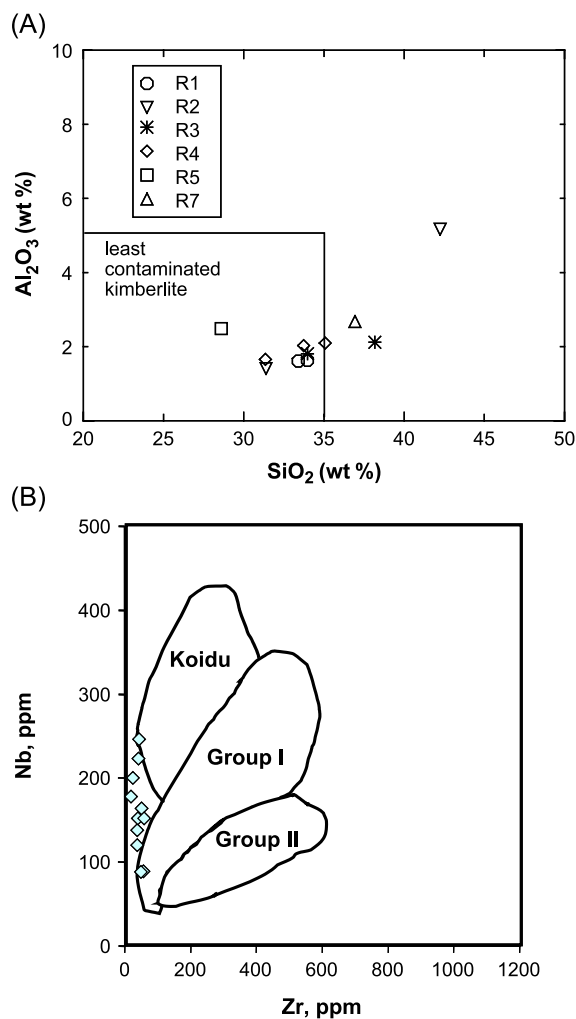 (A)
10
8
6
4
2
0
Al₂O₃ (wt %)
R1
R2
R3
R4
R5
R7
least
contaminated
kimberlite
20 25 30 35 40 45 50
SiO₂ (wt %)
(B)
500
400
300
200
100
0
Nb, ppm
Koidu
Group I
Group II
0 200 400 600 800 1000 1200
Zr, ppm